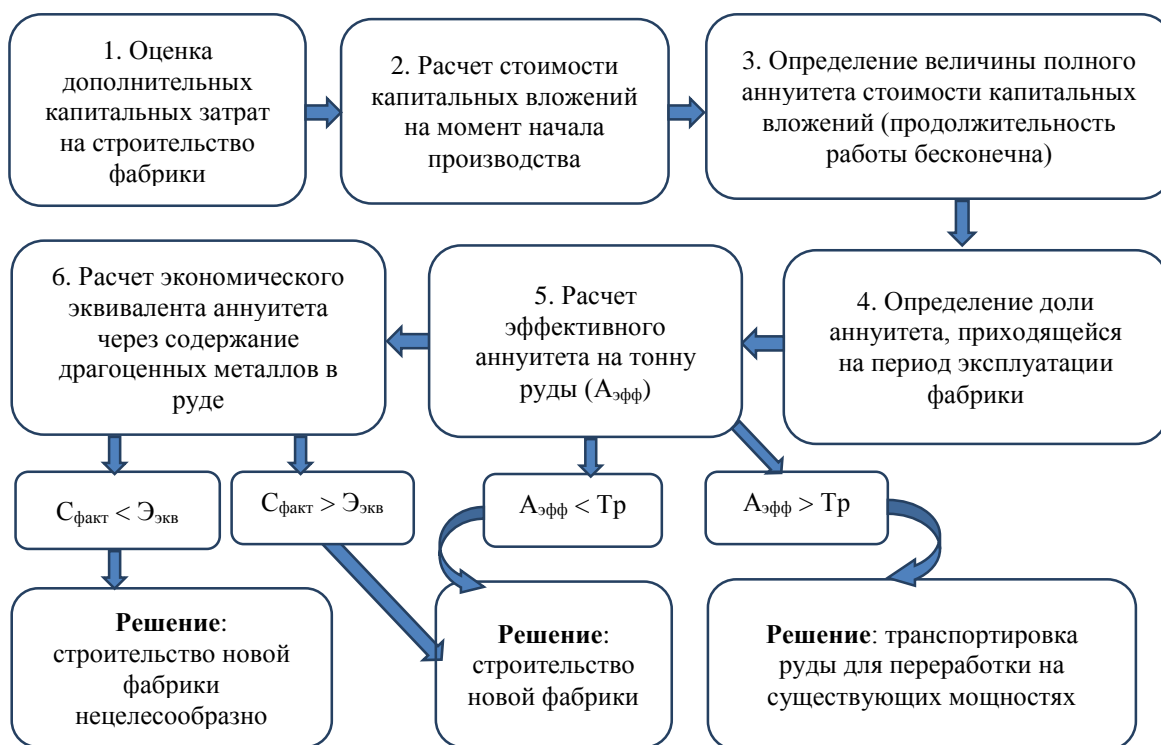 1. Оценка
дополнительных
капитальных затрат
на строительство
фабрики
2. Расчет стоимости
капитальных вложений
на момент начала
производства
3. Определение величины полного
аннуитета стоимости капитальных
вложений (продолжительность
работы бесконечна)
4. Определение доли
аннуитета, приходящейся
на период эксплуатации
фабрики
5. Расчет
эффективного
аннуитета на тонну
руды (Аэфф)
6. Расчет экономического
эквивалента аннуитета
через содержание
драгоценных металлов в
руде
Сфакт < Ээкв
Сфакт > Ээкв
Аэфф < Тр
Аэфф > Тр
Решение:
строительство новой
фабрики
нецелесообразно
Решение:
строительство
новой фабрики
Решение: транспортировка
руды для переработки на
существующих мощностях